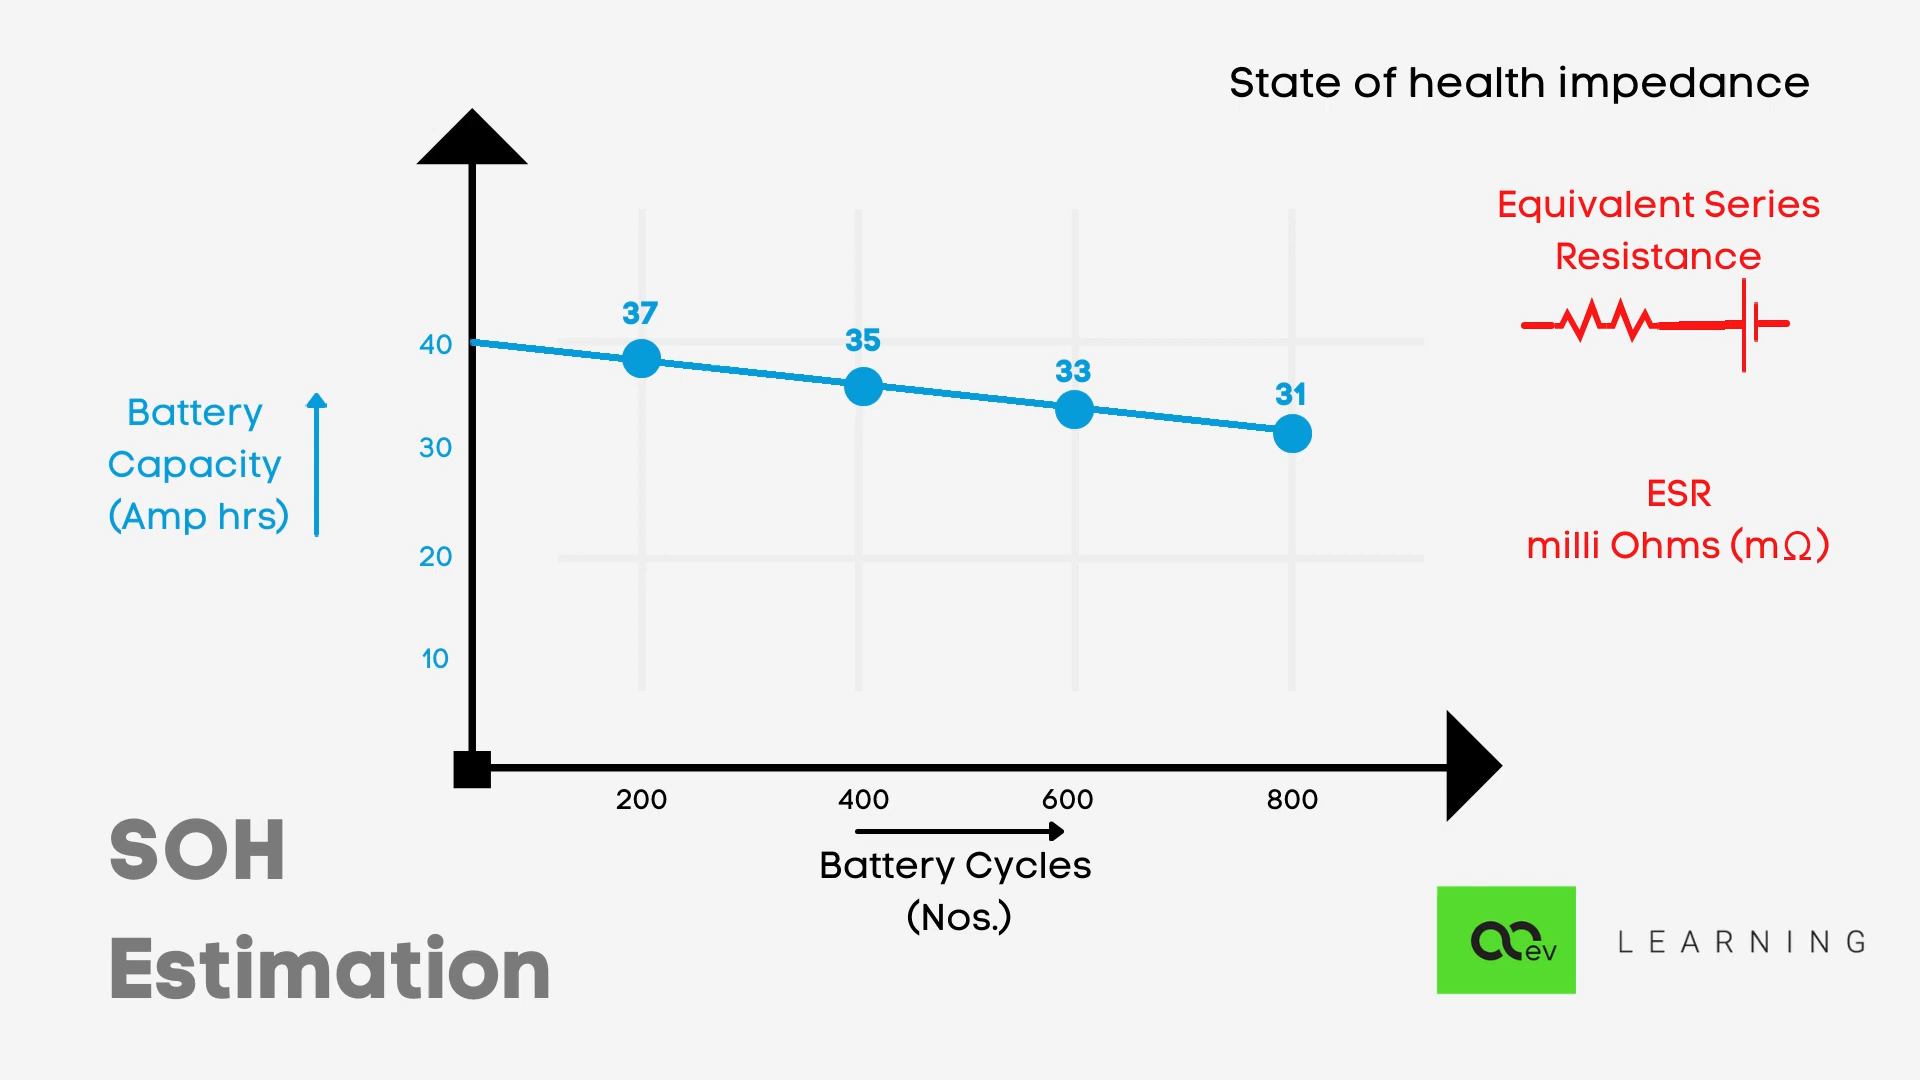 State of health impedance
Equivalent Series
Resistance
37
35
33
31
40
30
20
10
Battery
Capacity
(Amp hrs)
ESR
milli Ohms (mΩ)
200
400
600
800
Battery Cycles
(Nos.)
SOH
Estimation
ev
LEARNING